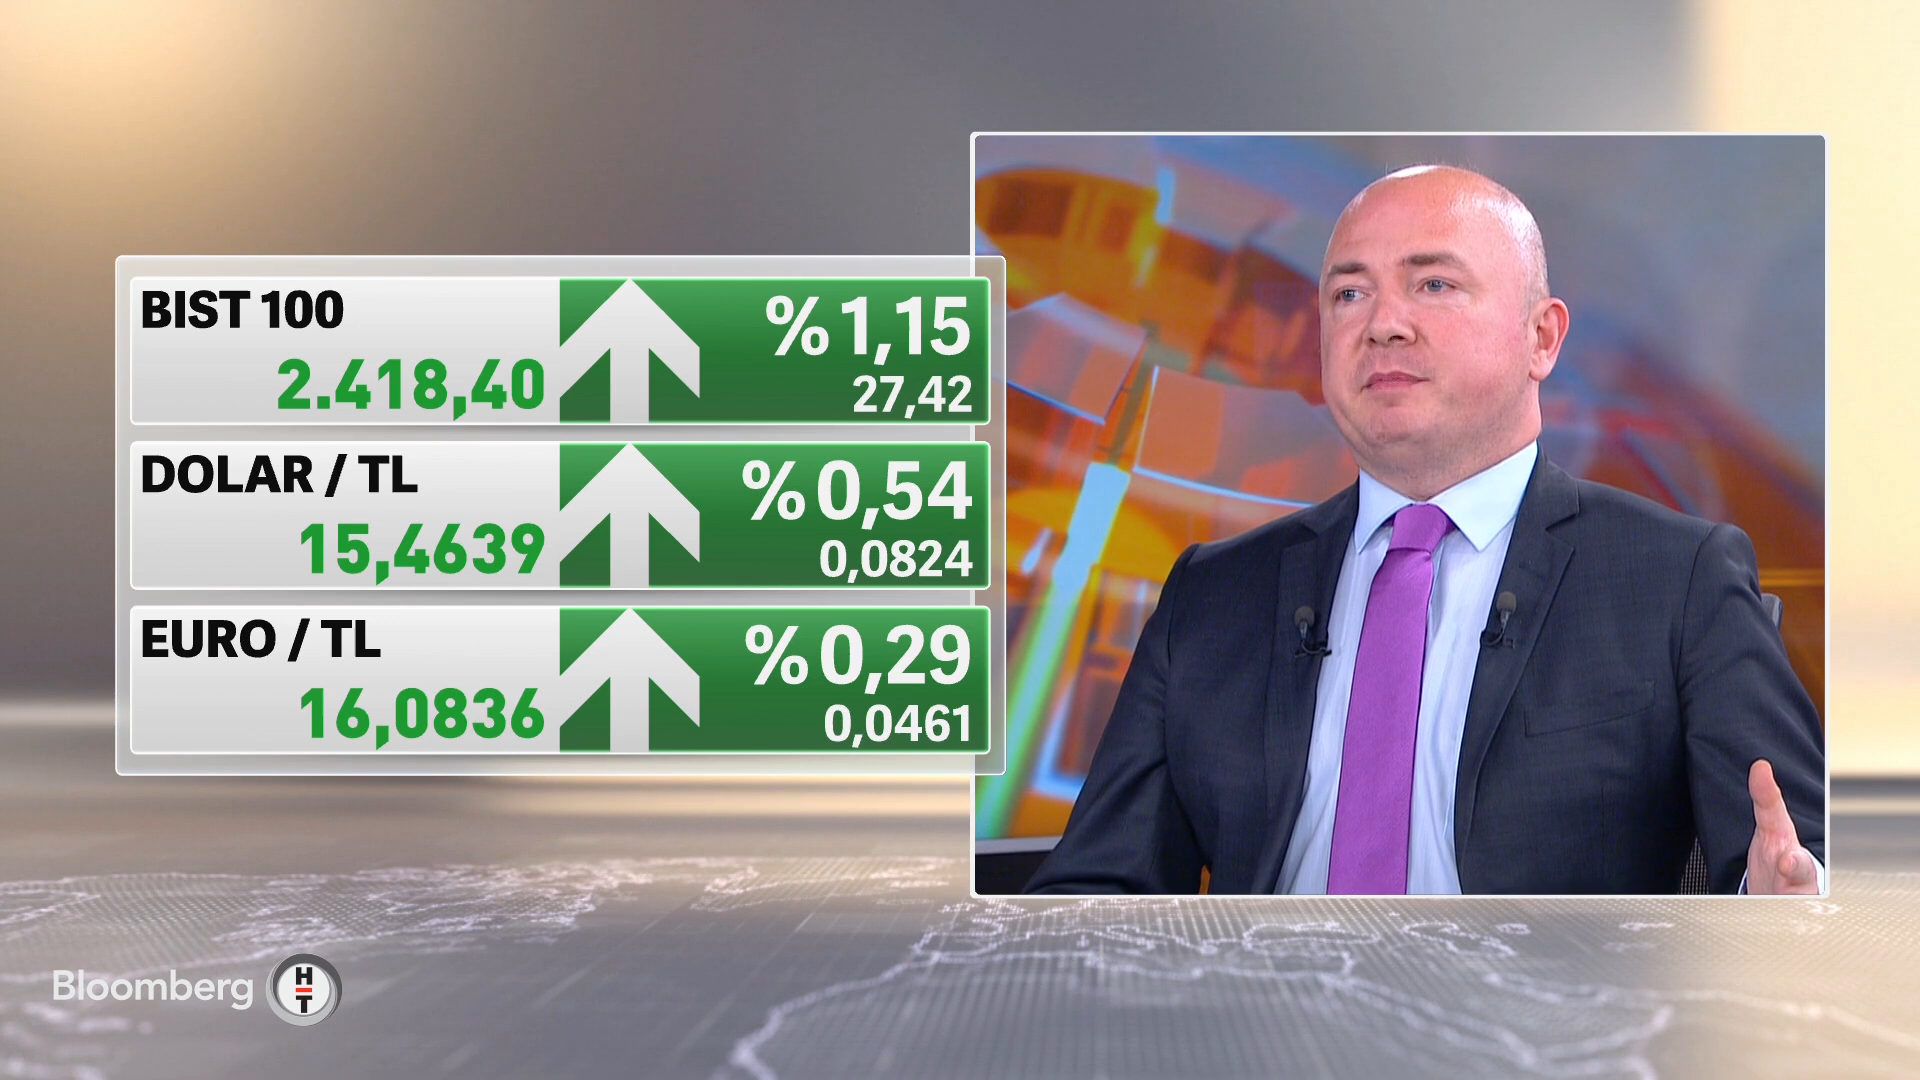 BIST 100
2.418,40
%1,15
27,42
DOLAR / TL
15,4639
%0,54
0,0824
EURO / TL
16,0836
%0,29
0,0461
Bloomberg HT